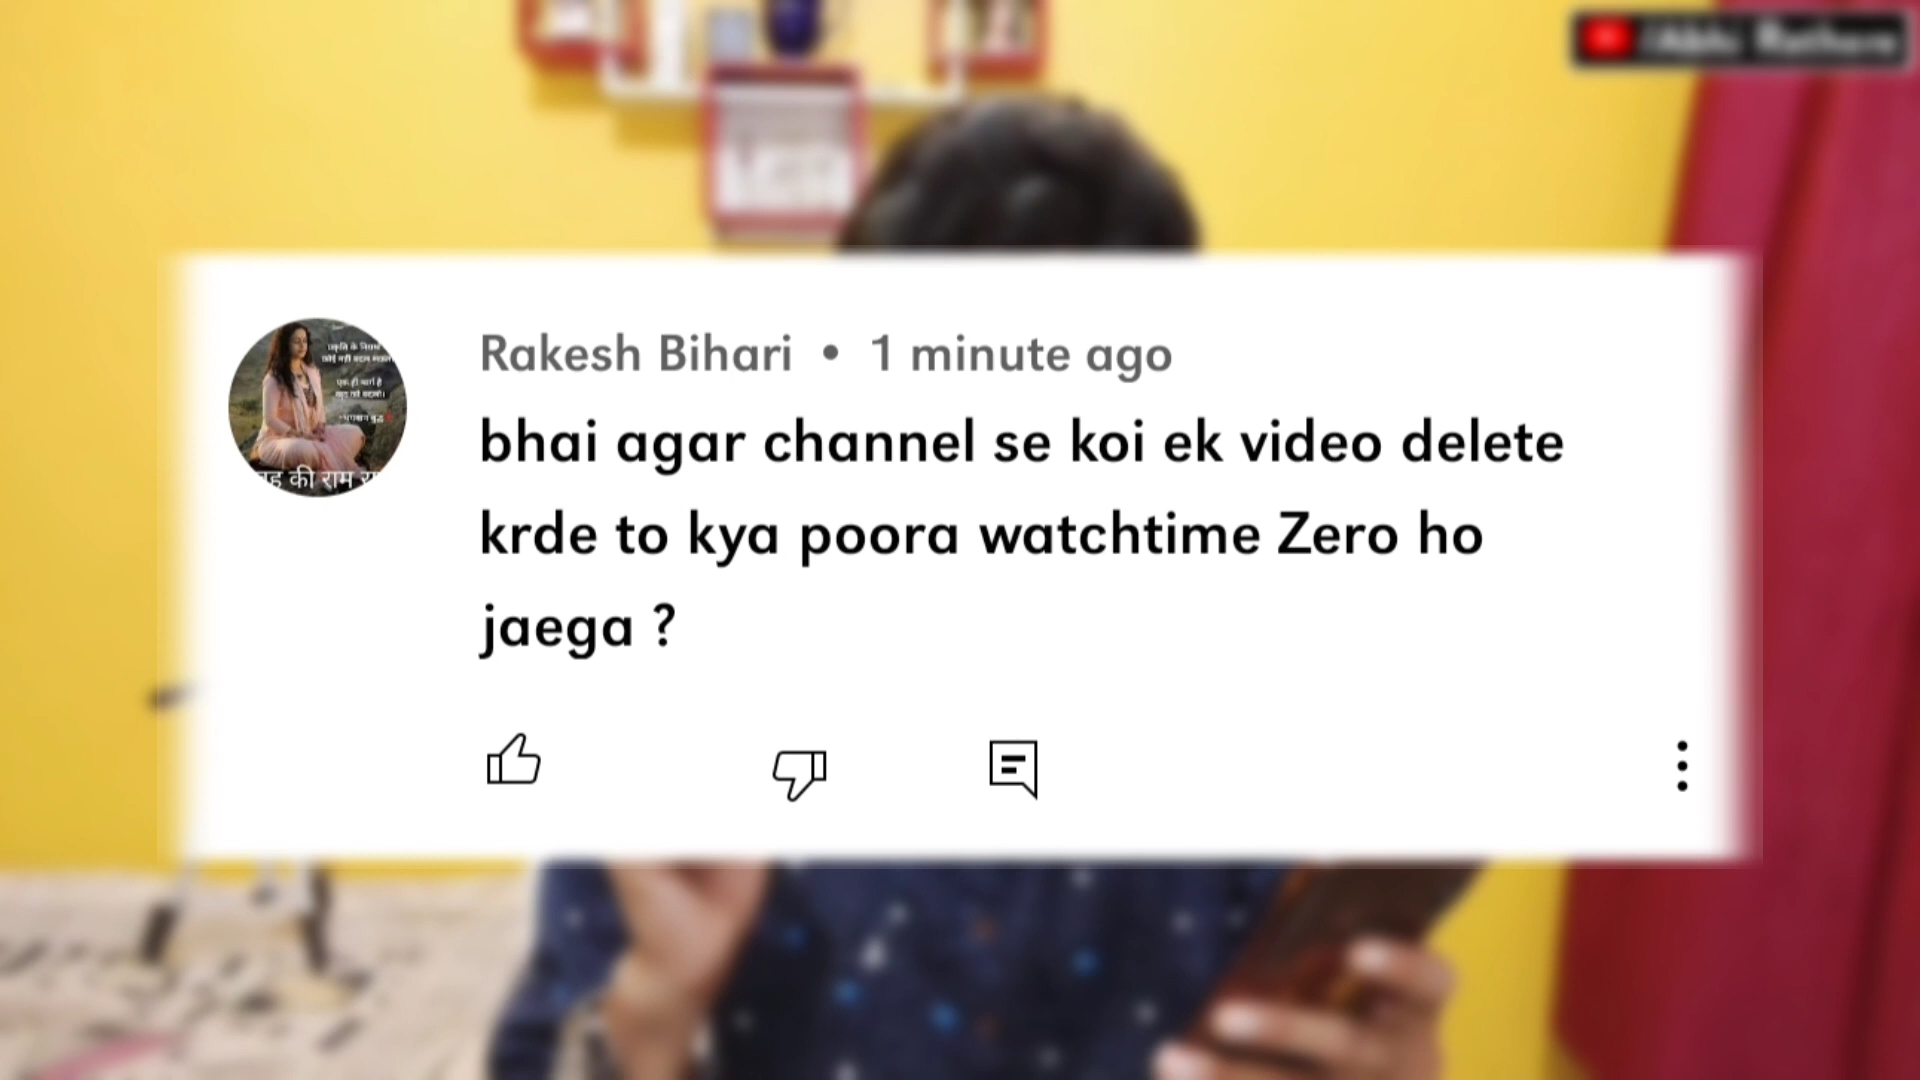 Rakesh Bihari • 1 minute ago
bhai agar channel se koi ek video delete
krde to kya poora watchtime Zero ho
jaega ?
की राम